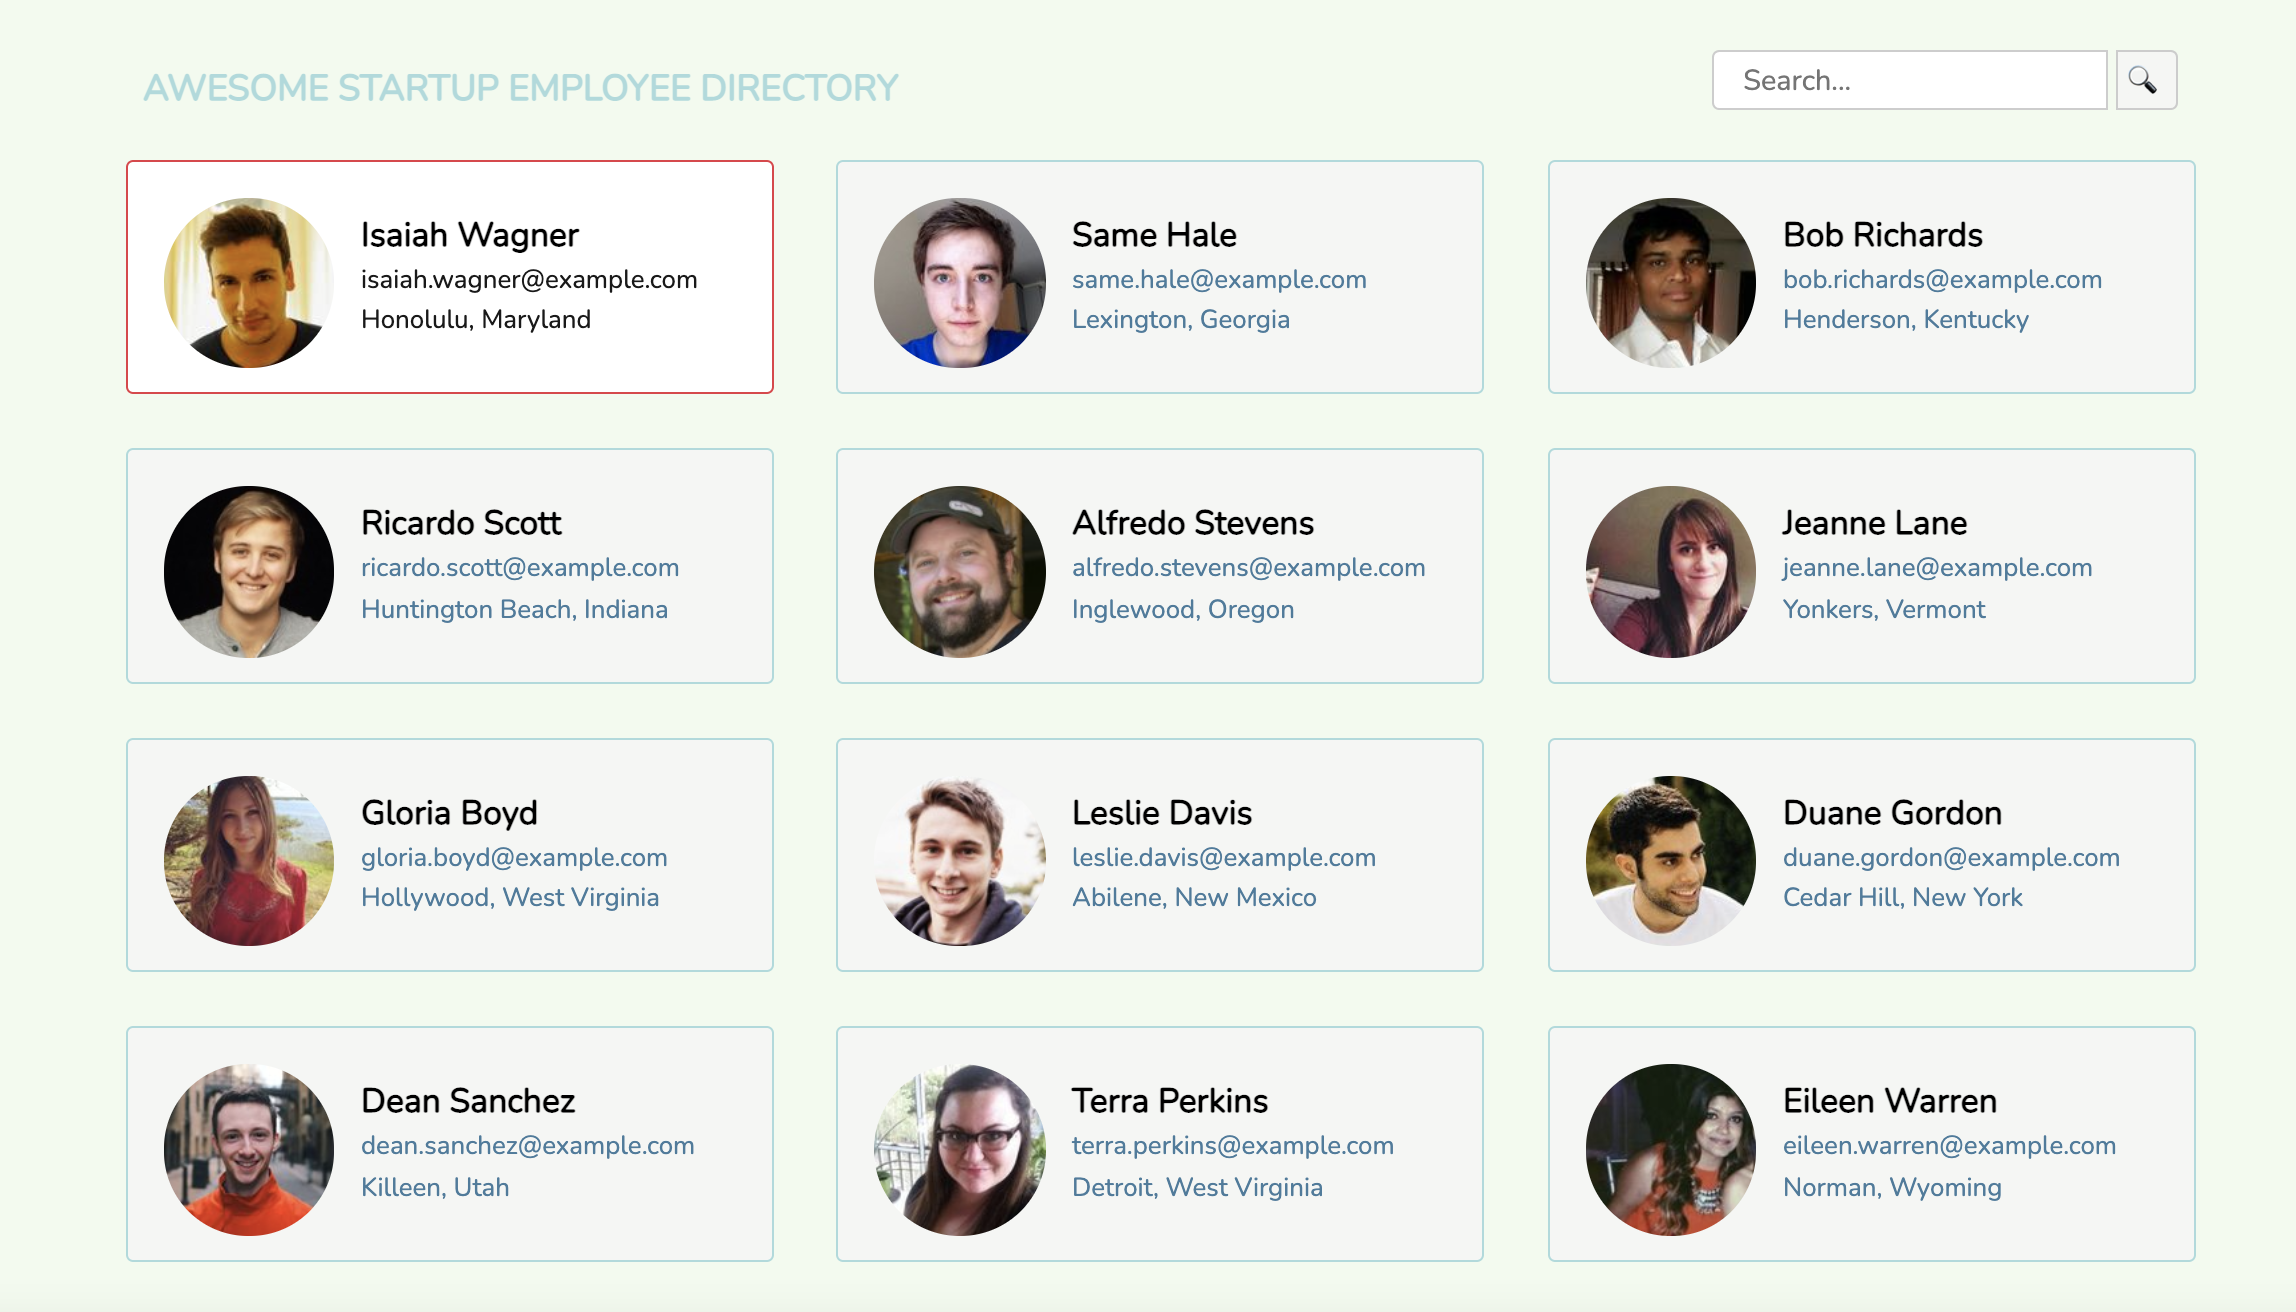 AWESOME STARTUP EMPLOYEE DIRECTORY
Search...
Isaiah Wagner
isaiah.wagner@example.com
Honolulu, Maryland
Same Hale
same.hale@example.com
Lexington, Georgia
Bob Richards
bob.richards@example.com
Henderson, Kentucky
Ricardo Scott
ricardo.scott@example.com
Huntington Beach, Indiana
Alfredo Stevens
alfredo.stevens@example.com
Inglewood, Oregon
Jeanne Lane
jeanne.lane@example.com
Yonkers, Vermont
Gloria Boyd
gloria.boyd@example.com
Hollywood, West Virginia
Leslie Davis
leslie.davis@example.com
Abilene, New Mexico
Duane Gordon
duane.gordon@example.com
Cedar Hill, New York
Dean Sanchez
dean.sanchez@example.com
Killeen, Utah
Terra Perkins
terra.perkins@example.com
Detroit, West Virginia
Eileen Warren
eileen.warren@example.com
Norman, Wyoming